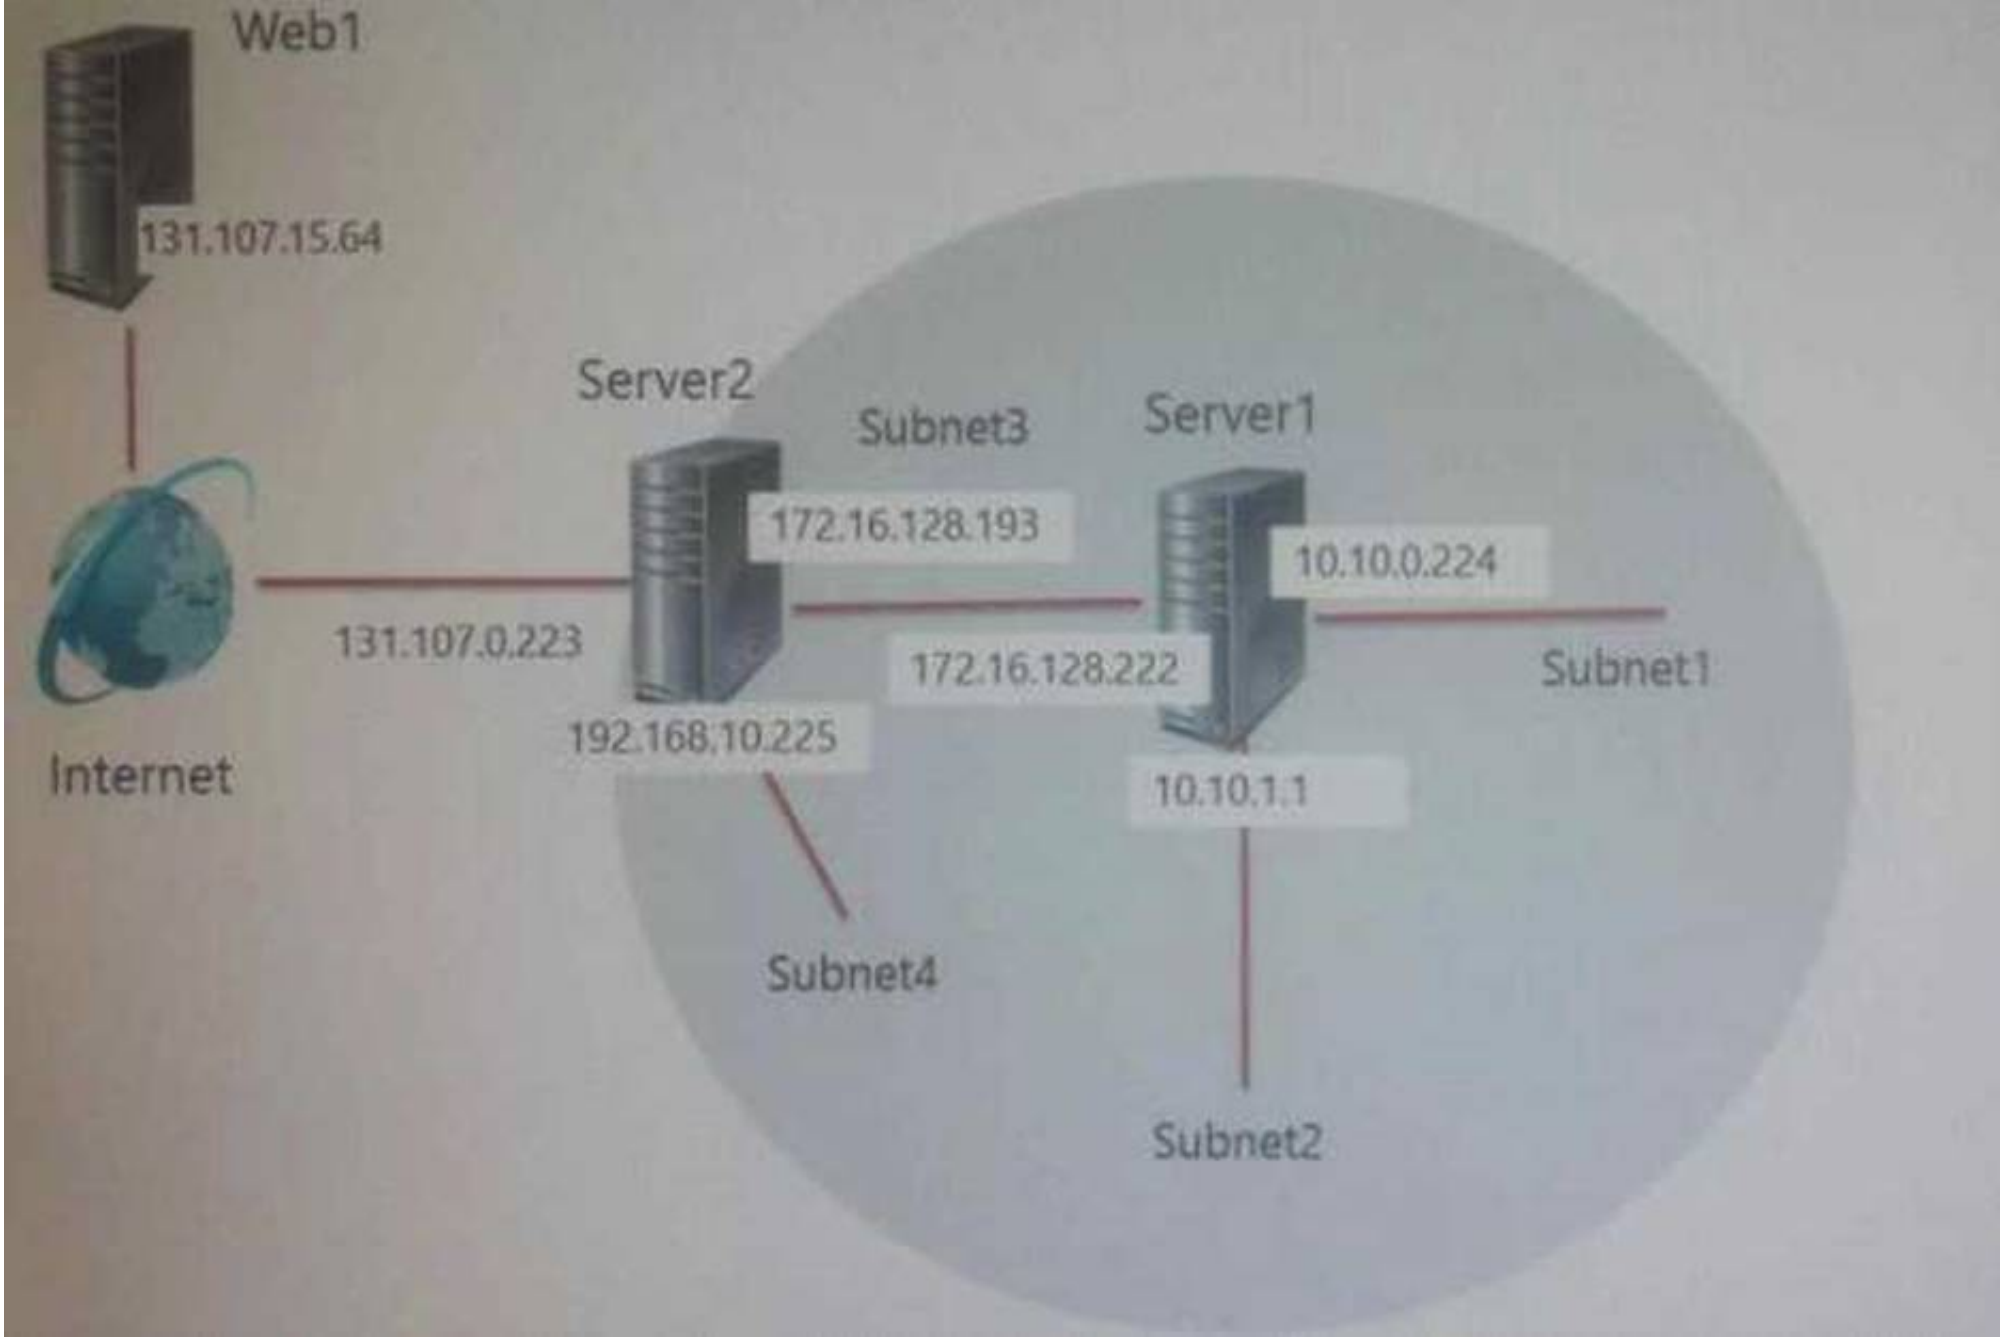 Web1
131.107.15.64
Server2
Subnet3
Server1
172.16.128.193
10.10.0.224
131.107.0.223
172.16.128.222
Subnet1
192.168.10.225
Internet
10.10.1.1
Subnet4
Subnet2